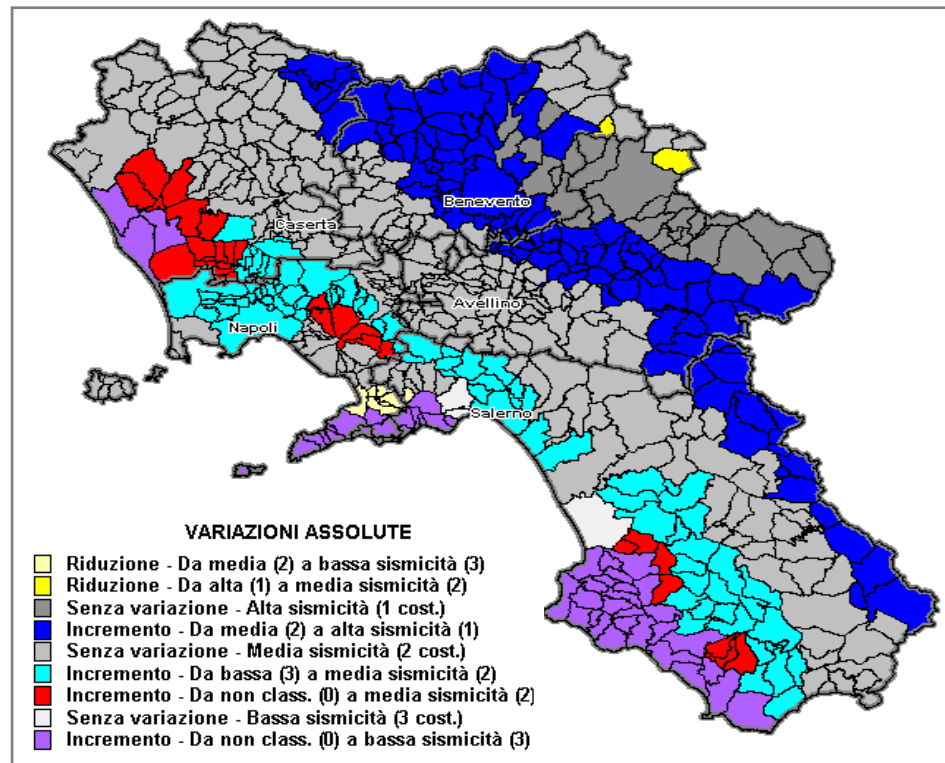 Caserta
Benevento
Avellino
Napoli
Salerno
VARIAZIONI ASSOLUTE
Riduzione - Da media (2) a bassa sismicità (3)
Riduzione - Da alta (1) a media sismicità (2)
Senza variazione - Alta sismicità (1 cost.)
Incremento - Da media (2) a alta sismicità (1)
Senza variazione - Media sismicità (2 cost.)
Incremento - Da bassa (3) a media sismicità (2)
Incremento - Da non class. (0) a media sismicità (2)
Senza variazione - Bassa sismicità (3 cost.)
Incremento - Da non class. (0) a bassa sismicità (3)